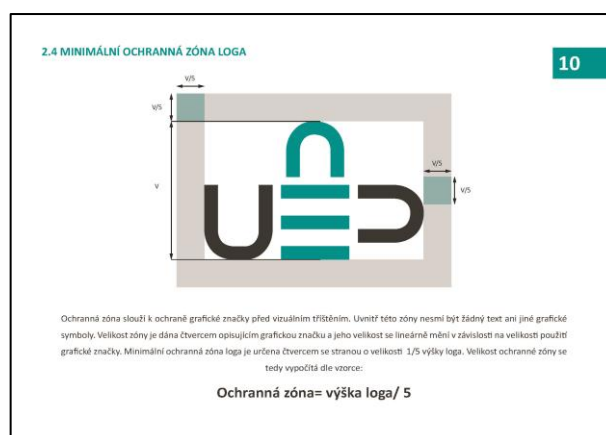 2.4 MINIMÁLNÍ OCHRANNÁ ZÓNA LOGA
10
V/5
V/5
V
V/5
V/5
Ochranná zóna slouží k ochraně grafické značky před vizuálním tříštěním. Uvnitř této zóny nesmí být žádný text ani jiné grafické
symboly. Velikost zóny je dána čtvercem opisujícím grafickou značku a jeho velikost se lineárně mění v závislosti na velikosti použití
grafické značky. Minimální ochranná zóna loga je určena čtvercem se stranou o velikosti 1/5 výšky loga. Velikost ochranné zóny se
tedy vypočítá dle vzorce:
Ochranná zóna= výška loga/ 5